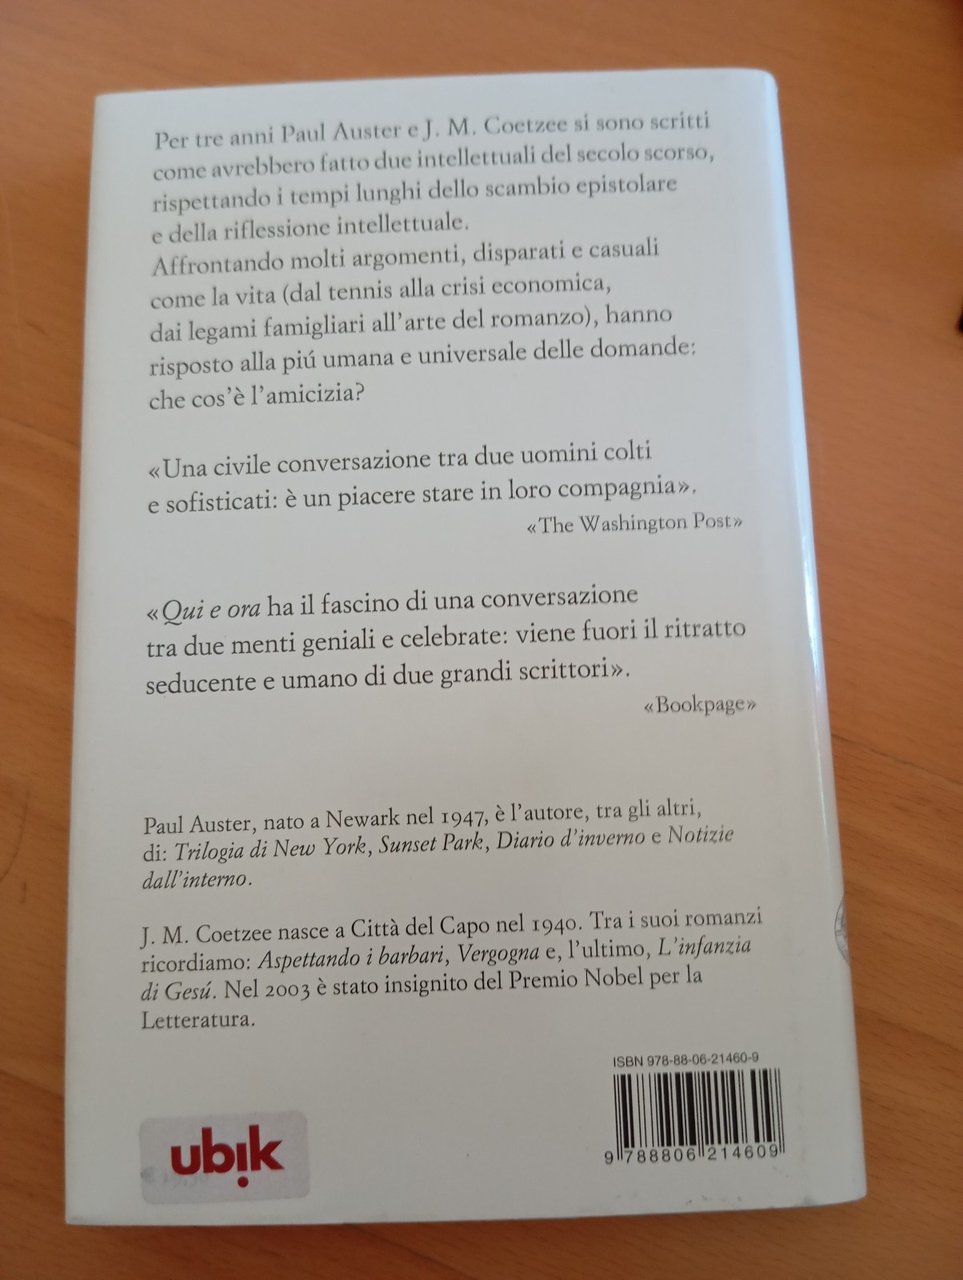 Per tre anni Paul Auster e J. M. Coetzee si sono scritti
come avrebbero fatto due intellettuali del secolo scorso,
rispettando i tempi lunghi dello scambio epistolare
e della riflessione intellettuale.
Affrontando molti argomenti, disparati e casuali
come la vita (dal tennis alla crisi economica,
dai legami famigliari all'arte del romanzo), hanno
risposto alla piú umana e universale delle domande:
che cos'è l'amicizia?
«Una civile conversazione tra due uomini colti
e sofisticati: è un piacere stare in loro compagnia».
«The Washington Post»
«Qui e ora ha il fascino di una conversazione
tra due menti geniali e celebrate: viene fuori il ritratto
seducente e umano di due grandi scrittori».
«Bookpage»
Paul Auster, nato a Newark nel 1947, è l'autore, tra gli altri,
di: Trilogia di New York, Sunset Park, Diario d'inverno e Notizie
dall'interno.
J. M. Coetzee nasce a Città del Capo nel 1940. Tra i suoi romanzi
ricordiamo: Aspettando i barbari, Vergogna e, l'ultimo, L'infanzia
di Gesú. Nel 2003 è stato insignito del Premio Nobel per la
Letteratura.
ISBN 978-88-06-21460-9
9 788806 214609
ubik